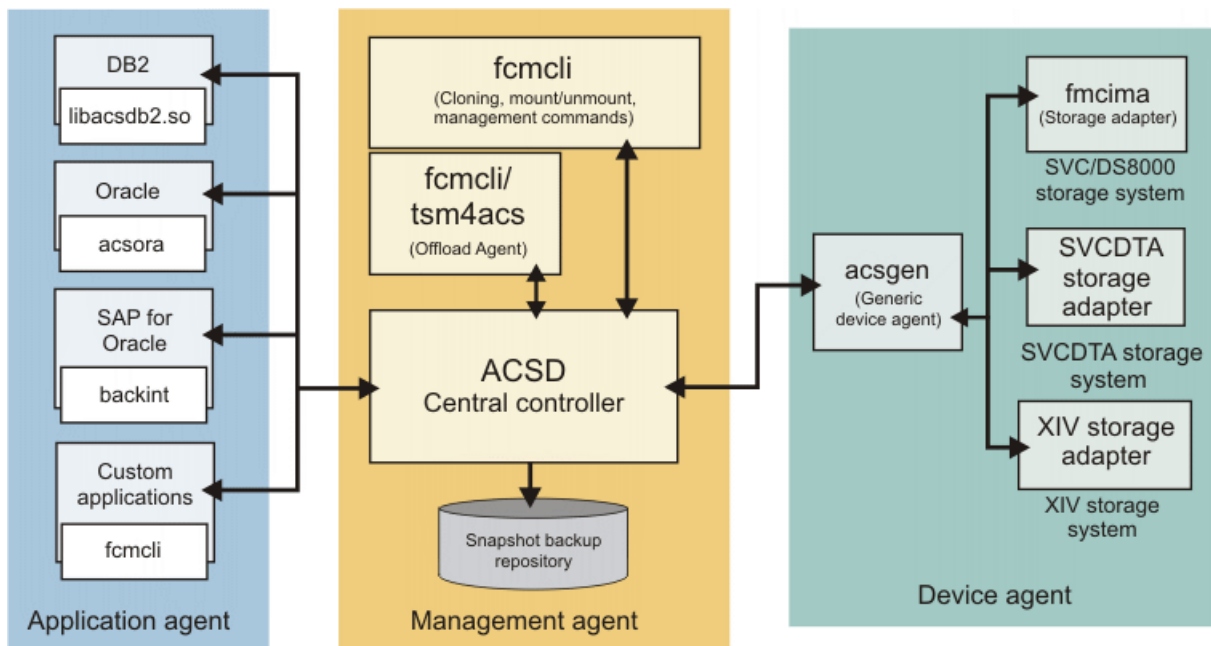 DB2
libacsdb2.so
Oracle
acsora
SAP for
Oracle
backint
Custom
applications
fcmcli
Application agent
fcmcli
(Cloning, mount/unmount,
management commands)
fcmcli/
tsm4acs
(Offload Agent)
ACSD
Central controller
Snapshot backup
repository
Management agent
acsgen
(Generic
device agent)
fmcima
(Storage adapter)
SVC/DS8000
storage system
SVCDTA
storage
adapter
SVCDTA storage
system
XIV storage
adapter
XIV storage
system
Device agent